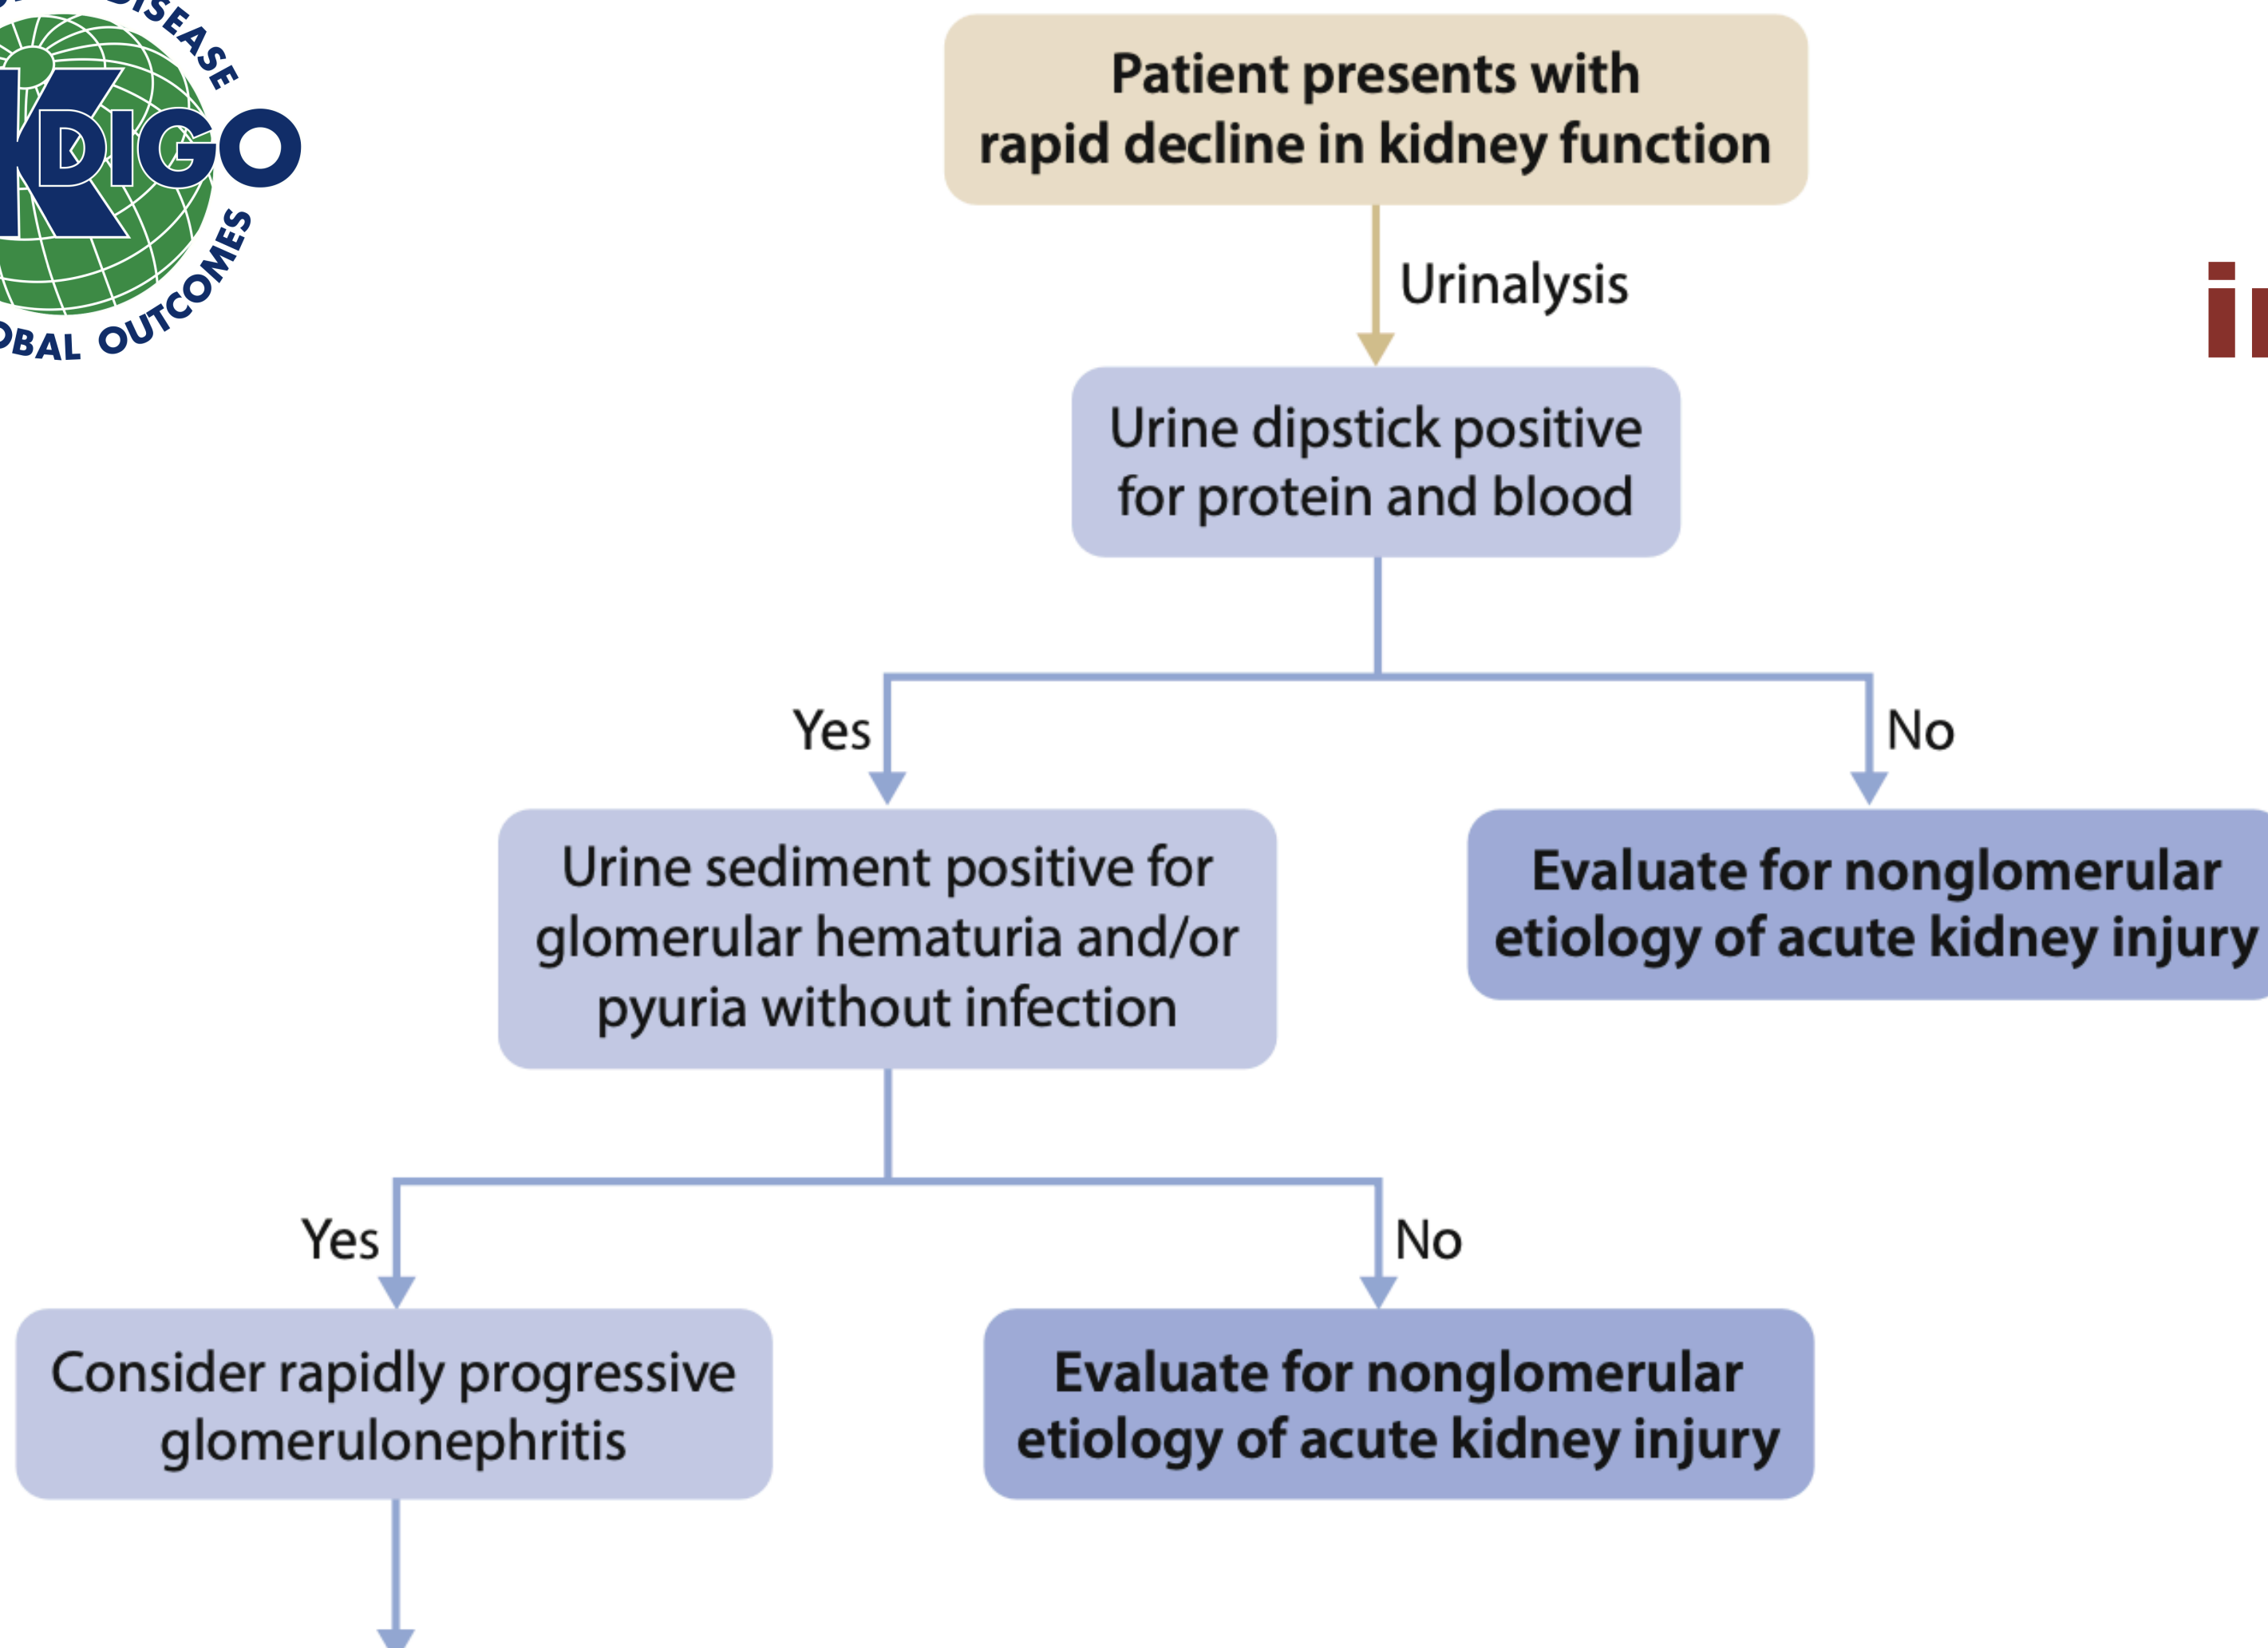 DISEASE
KDIGO
OUTCOMES
Patient presents with
rapid decline in kidney function
Urinalysis
Urine dipstick positive
for protein and blood
Yes
No
Urine sediment positive for
glomerular hematuria and/or
pyuria without infection
Evaluate for nonglomerular
etiology of acute kidney injury
Yes
No
Consider rapidly progressive
glomerulonephritis
Evaluate for nonglomerular
etiology of acute kidney injury